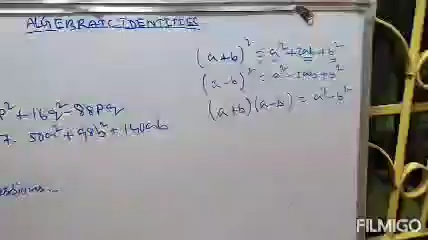 ALGEBRAIC IDENTITIES
(a+b)² = a²+2ab+b²
(a-b)² = a²-2ab+b²
(a+b)(a-b) = a²-b²
p²+16q²-88pq
7. 50a²+98b²+140ab
FILMIGO